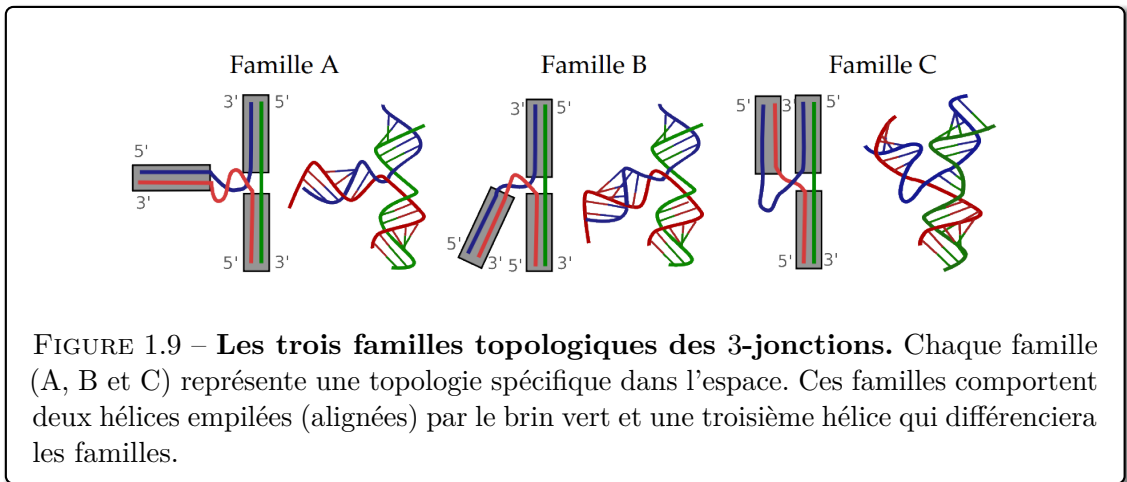 Famille A
Famille B
Famille C
3' 5'
5'
3'
5' 3'
3' 5'
5' 3' 5' 3'
5' 3' 5'
5' 3'
FIGURE 1.9 – Les trois familles topologiques des 3-jonctions. Chaque famille
(A, B et C) représente une topologie spécifique dans l'espace. Ces familles comportent
deux hélices empilées (alignées) par le brin vert et une troisième hélice qui différenciera
les familles.